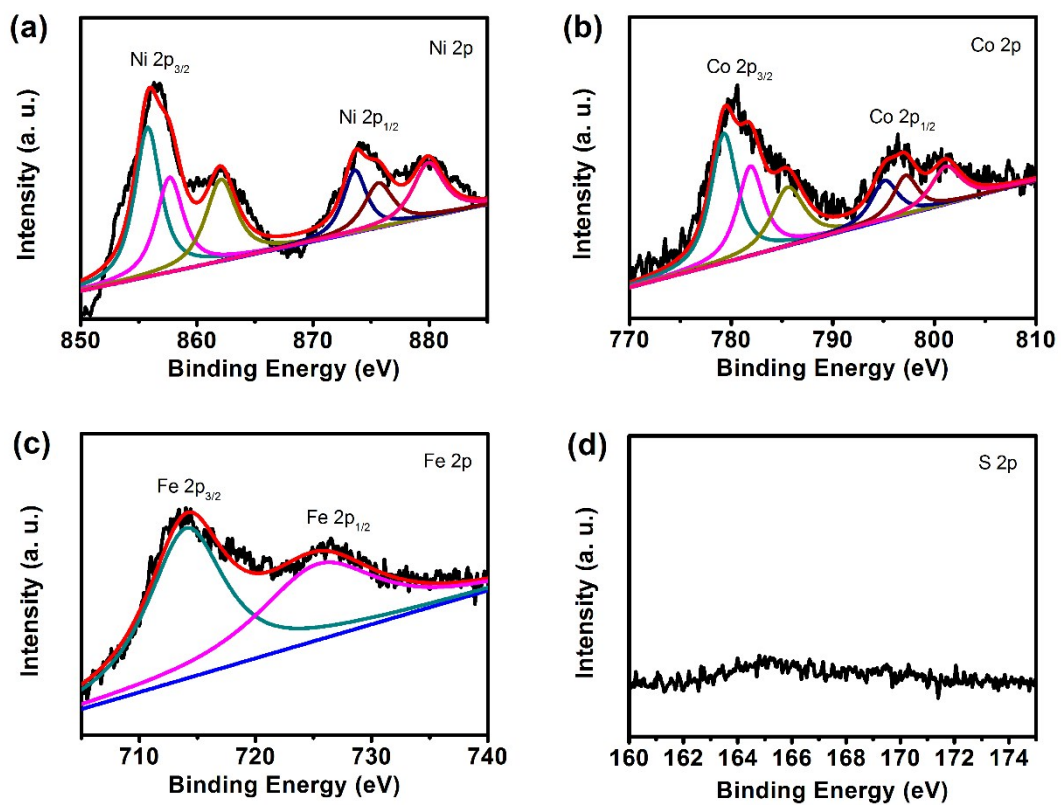 (a)
Ni 2p
Ni 2p3/2
Ni 2p1/2
Intensity (a. u.)
850 860 870 880
Binding Energy (eV)
(b)
Co 2p
Co 2p3/2
Co 2p1/2
Intensity (a. u.)
770 780 790 800 810
Binding Energy (eV)
(c)
Fe 2p
Fe 2p3/2
Fe 2p1/2
Intensity (a. u.)
710 720 730 740
Binding Energy (eV)
(d)
S 2p
Intensity (a. u.)
160 162 164 166 168 170 172 174
Binding Energy (eV)